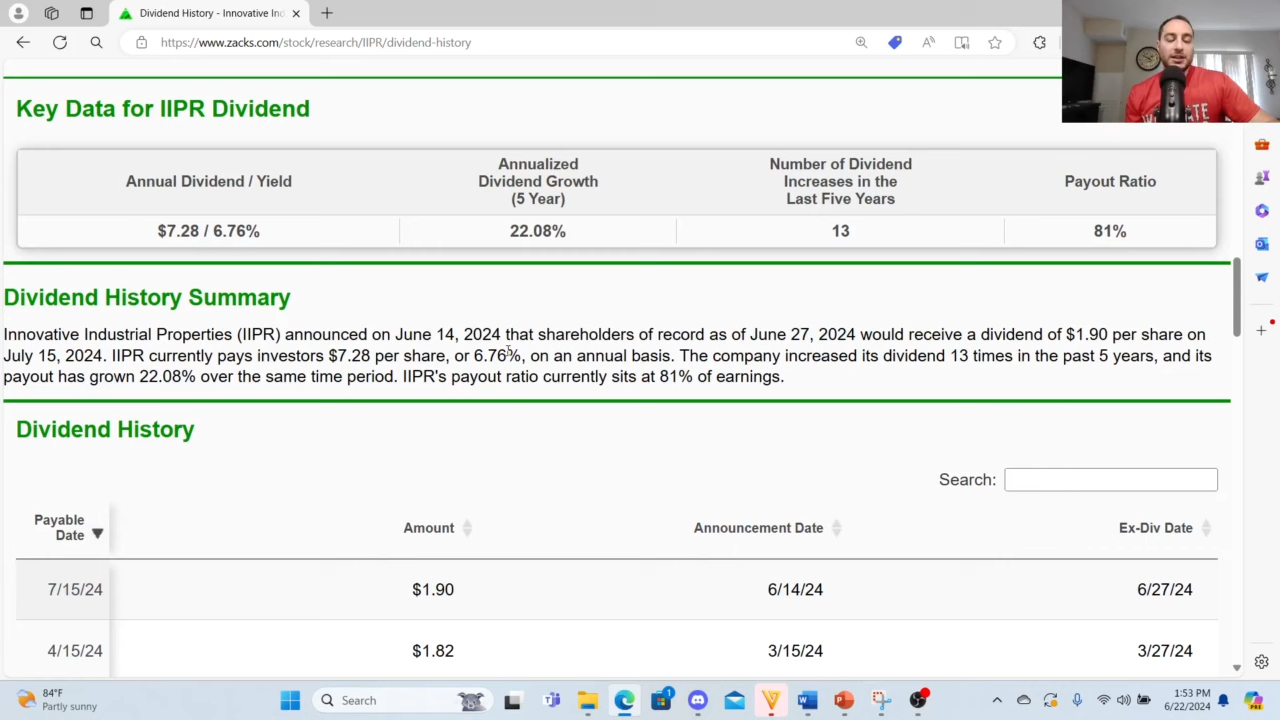 Dividend History - Innovative Ind
https://www.zacks.com/stock/research/IIPR/dividend-history
Key Data for IIPR Dividend
Annual Dividend / Yield
Annualized
Dividend Growth
(5 Year)
Number of Dividend
Increases in the
Last Five Years
Payout Ratio
$7.28 / 6.76%
22.08%
13
81%
Dividend History Summary
Innovative Industrial Properties (IIPR) announced on June 14, 2024 that shareholders of record as of June 27, 2024 would receive a dividend of $1.90 per share on
July 15, 2024. IIPR currently pays investors $7.28 per share, or 6.76%, on an annual basis. The company increased its dividend 13 times in the past 5 years, and its
payout has grown 22.08% over the same time period. IIPR's payout ratio currently sits at 81% of earnings.
Dividend History
Search:
Payable
Date
Amount
Announcement Date
Ex-Div Date
7/15/24
$1.90
6/14/24
6/27/24
4/15/24
$1.82
3/15/24
3/27/24
84°F
Partly sunny
Search
1
1:53 PM
6/22/2024
PRE